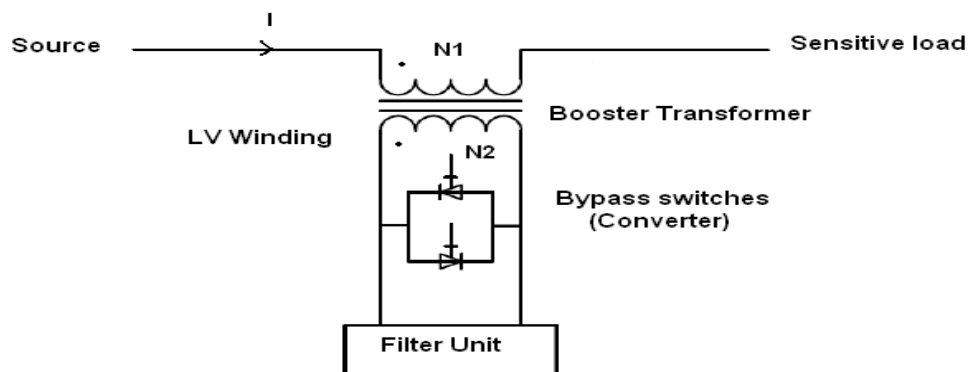 I
Source
N1
Sensitive load
Booster Transformer
LV Winding
N2
Bypass switches
(Converter)
Filter Unit